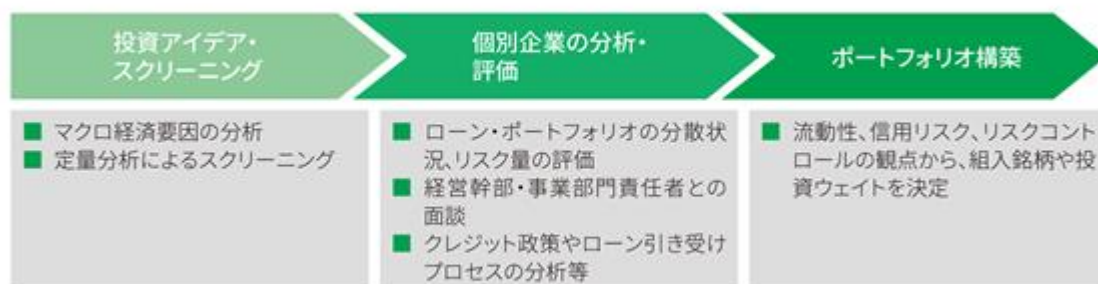 投資アイデア・
スクリーニング
個別企業の分析・
評価
ポートフォリオ構築
■ マクロ経済要因の分析
■ 定量分析によるスクリーニング
■ ローン・ポートフォリオの分散状
況、リスク量の評価
■ 経営幹部・事業部門責任者との
面談
■ クレジット政策やローン引き受け
プロセスの分析等
■ 流動性、信用リスク、リスクコント
ロールの観点から、組入銘柄や投
資ウェイトを決定